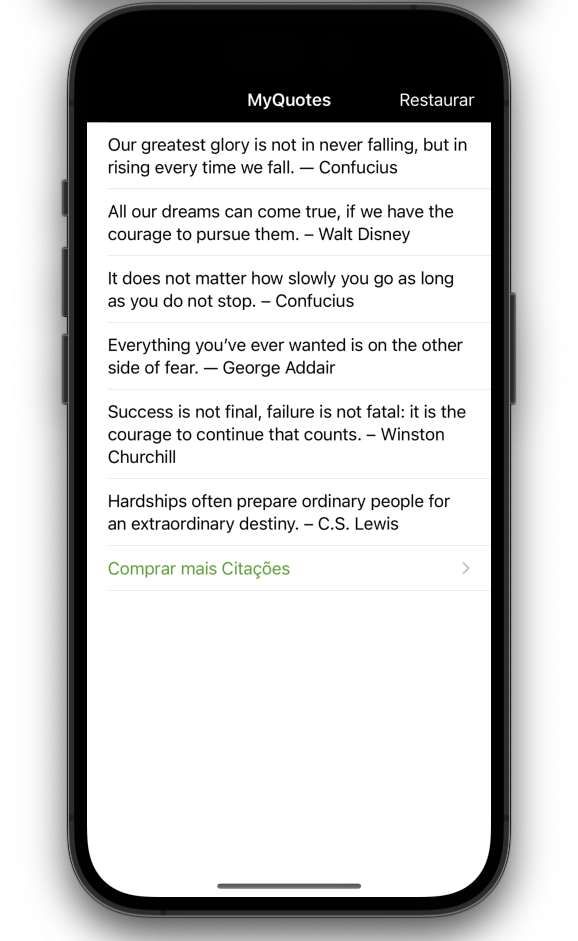 MyQuotes Restaurar
Our greatest glory is not in never falling, but in
rising every time we fall. — Confucius
All our dreams can come true, if we have the
courage to pursue them. – Walt Disney
It does not matter how slowly you go as long
as you do not stop. – Confucius
Everything you’ve ever wanted is on the other
side of fear. — George Addair
Success is not final, failure is not fatal: it is the
courage to continue that counts. – Winston
Churchill
Hardships often prepare ordinary people for
an extraordinary destiny. – C.S. Lewis
Comprar mais Citações